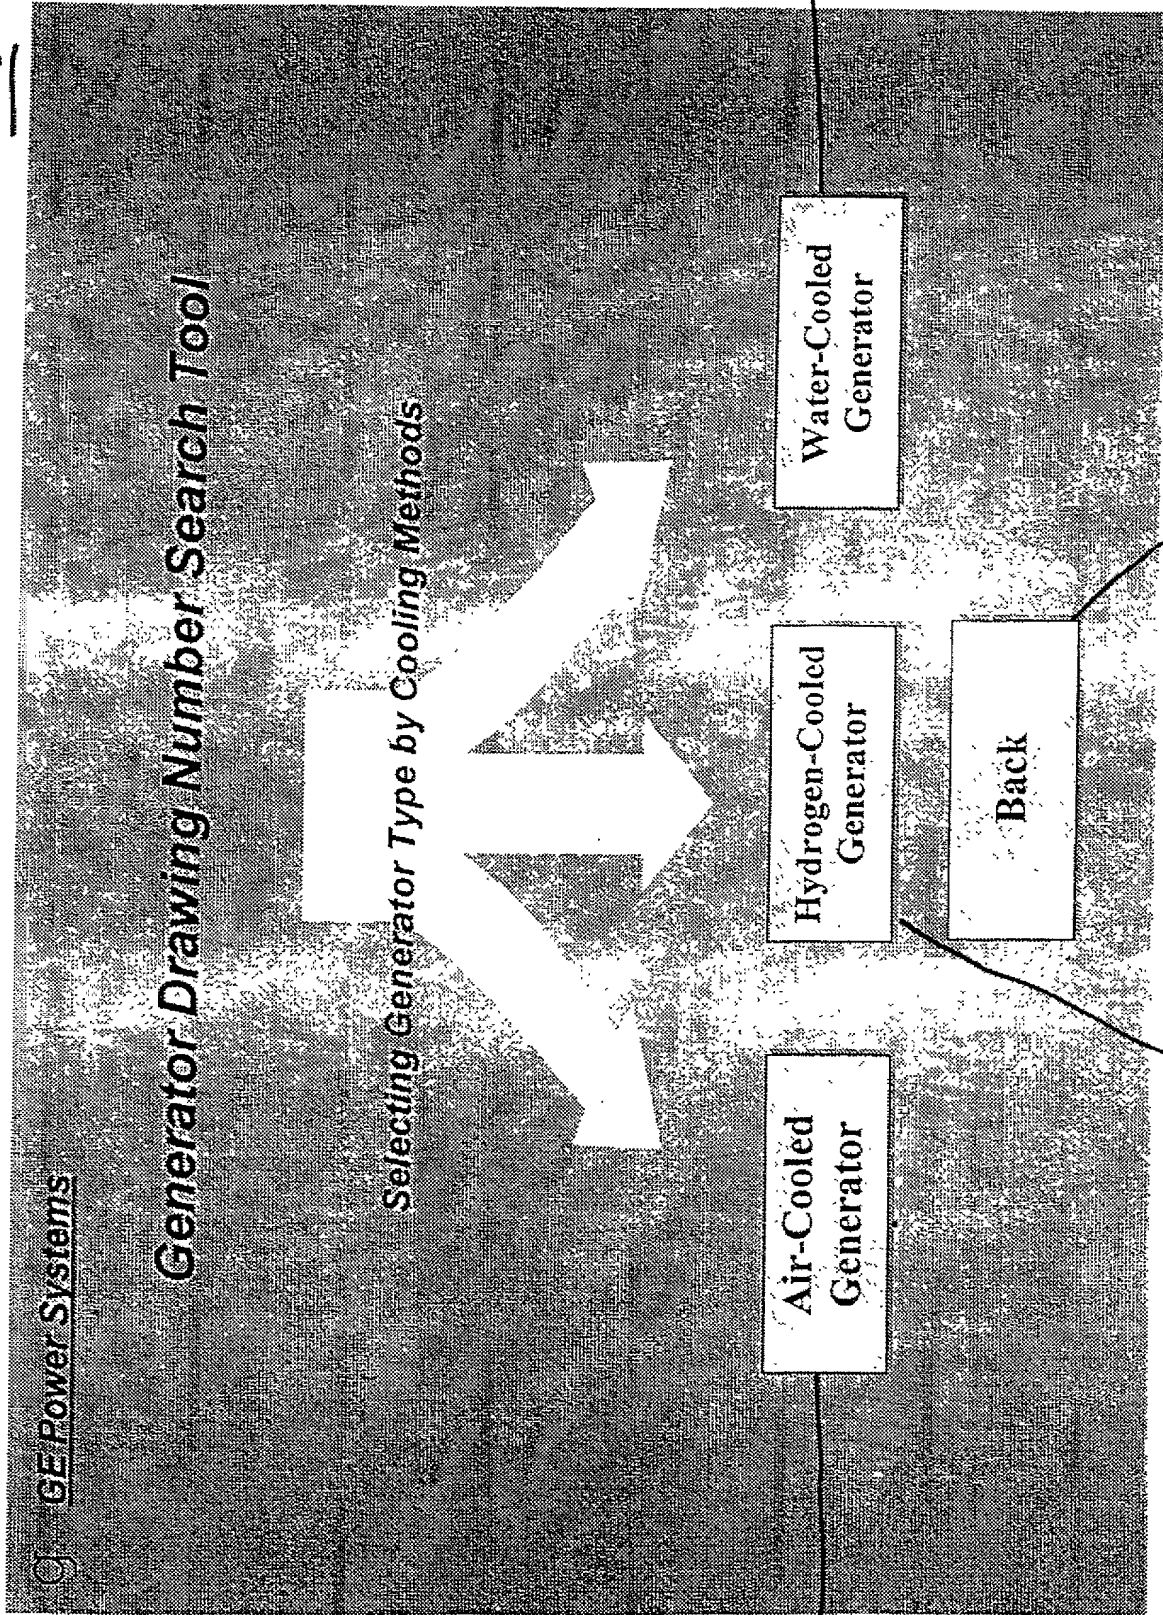 GE Power Systems
Generator Drawing Number Search Tool
Selecting Generator Type by Cooling Methods
Air-Cooled
Generator
Hydrogen-Cooled
Generator
Water-Cooled
Generator
Back